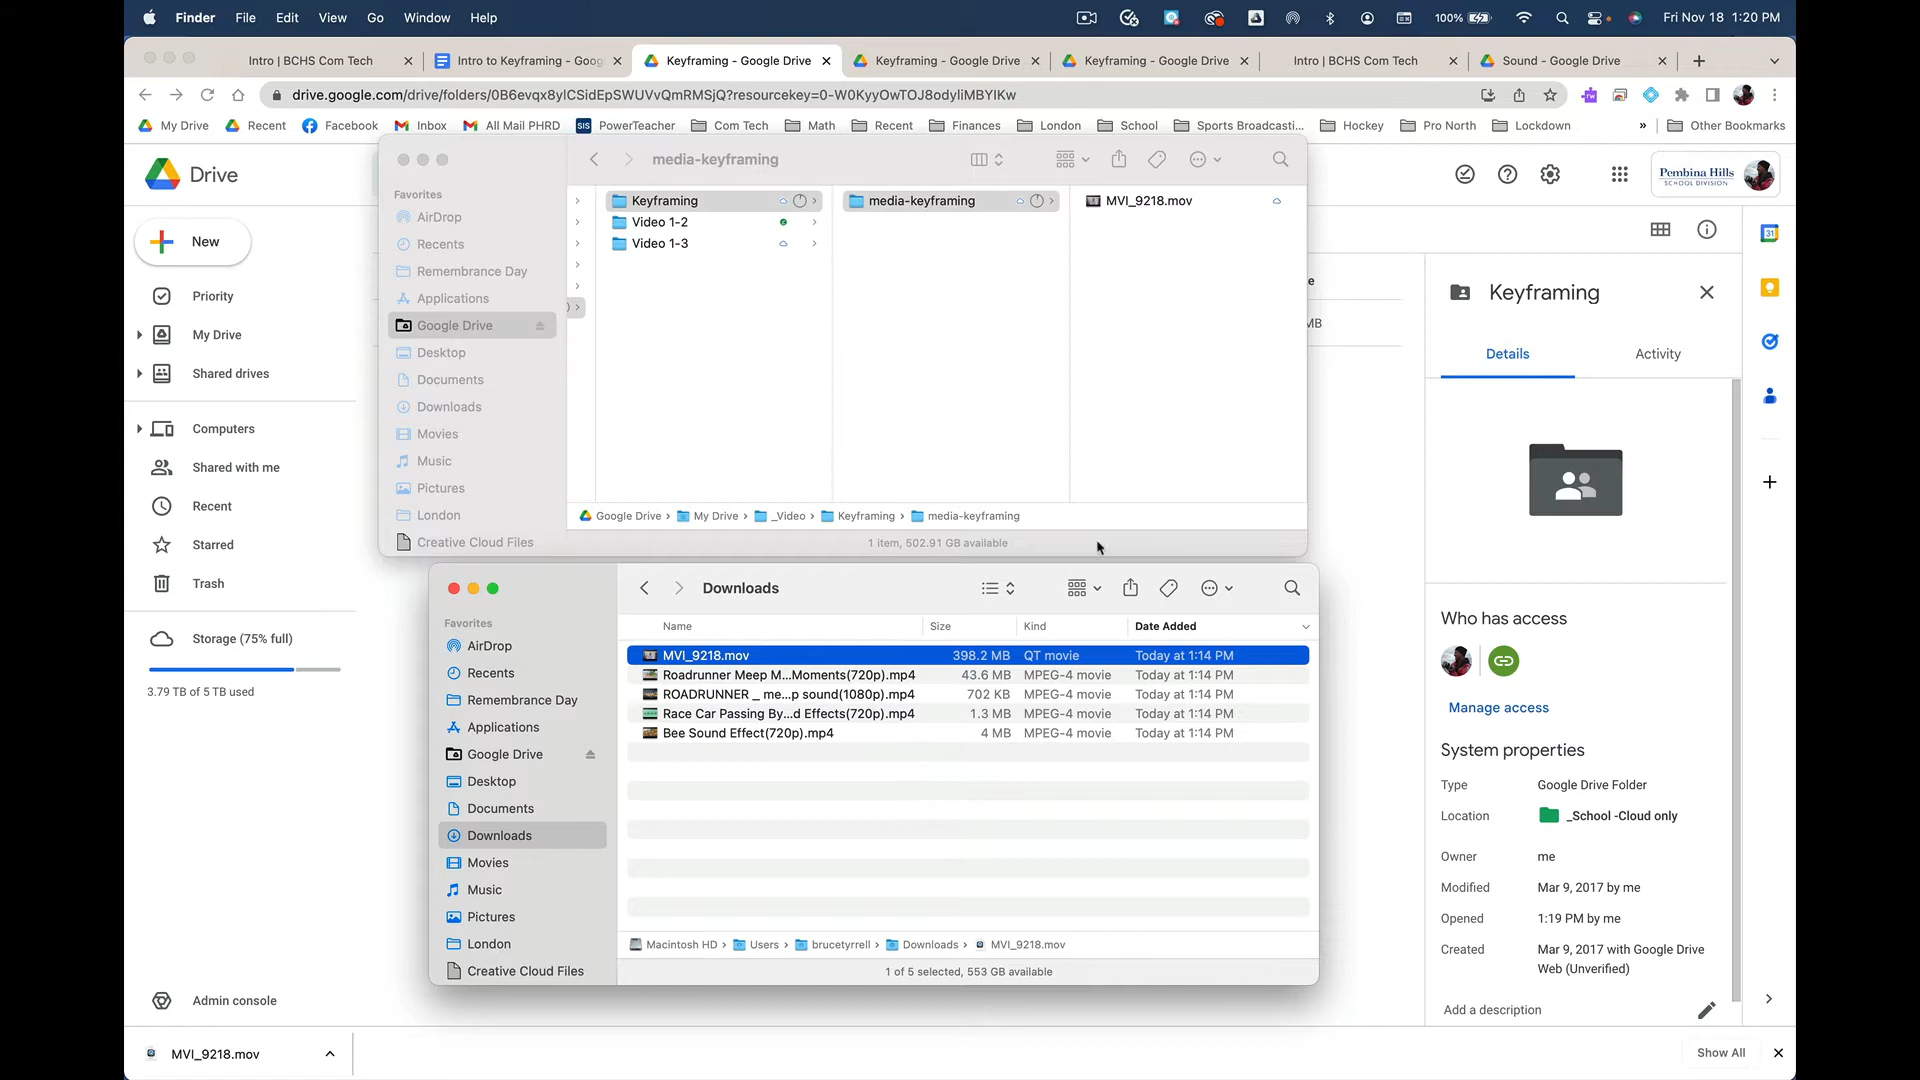 Finder File Edit View Go Window Help
100% Fri Nov 18 1:20 PM
Intro | BCHS Com Tech
Intro to Keyframing - Goog
Keyframing - Google Drive
Keyframing - Google Drive
Keyframing - Google Drive
Intro | BCHS Com Tech
Sound - Google Drive
drive.google.com/drive/folders/0B6evqx8ylCSidEpSWUVvQmRMSjQ?resourcekey=0-W0KyyOwTOJ8odyliMBYIKw
My Drive Recent Facebook Inbox All Mail PHRD SIS PowerTeacher Com Tech Math Recent Finances London School Sports Broadcasti... Hockey Pro North Lockdown » Other Bookmarks
Drive
New
Priority
My Drive
Shared drives
Computers
Shared with me
Recent
Starred
Trash
Storage (75% full)
3.79 TB of 5 TB used
Admin console
media-keyframing
Favorites
AirDrop
Recents
Remembrance Day
Applications
Google Drive
Desktop
Documents
Downloads
Movies
Music
Pictures
London
Creative Cloud Files
Keyframing
Video 1-2
Video 1-3
media-keyframing
MVI_9218.mov
Google Drive › My Drive › _Video › Keyframing › media-keyframing
1 item, 502.91 GB available
e
MB
Downloads
Favorites
AirDrop
Recents
Remembrance Day
Applications
Google Drive
Desktop
Documents
Downloads
Movies
Music
Pictures
London
Creative Cloud Files
Name Size Kind Date Added
MVI_9218.mov 398.2 MB QT movie Today at 1:14 PM
Roadrunner Meep M...Moments(720p).mp4 43.6 MB MPEG-4 movie Today at 1:14 PM
ROADRUNNER _ me...p sound(1080p).mp4 702 KB MPEG-4 movie Today at 1:14 PM
Race Car Passing By...d Effects(720p).mp4 1.3 MB MPEG-4 movie Today at 1:14 PM
Bee Sound Effect(720p).mp4 4 MB MPEG-4 movie Today at 1:14 PM
Macintosh HD › Users › brucetyrrell › Downloads › MVI_9218.mov
1 of 5 selected, 553 GB available
Pembina Hills
SCHOOL DIVISION
31
Keyframing
Details Activity
Who has access
Manage access
System properties
Type Google Drive Folder
Location _School -Cloud only
Owner me
Modified Mar 9, 2017 by me
Opened 1:19 PM by me
Created Mar 9, 2017 with Google Drive
Web (Unverified)
Add a description
MVI_9218.mov
Show All